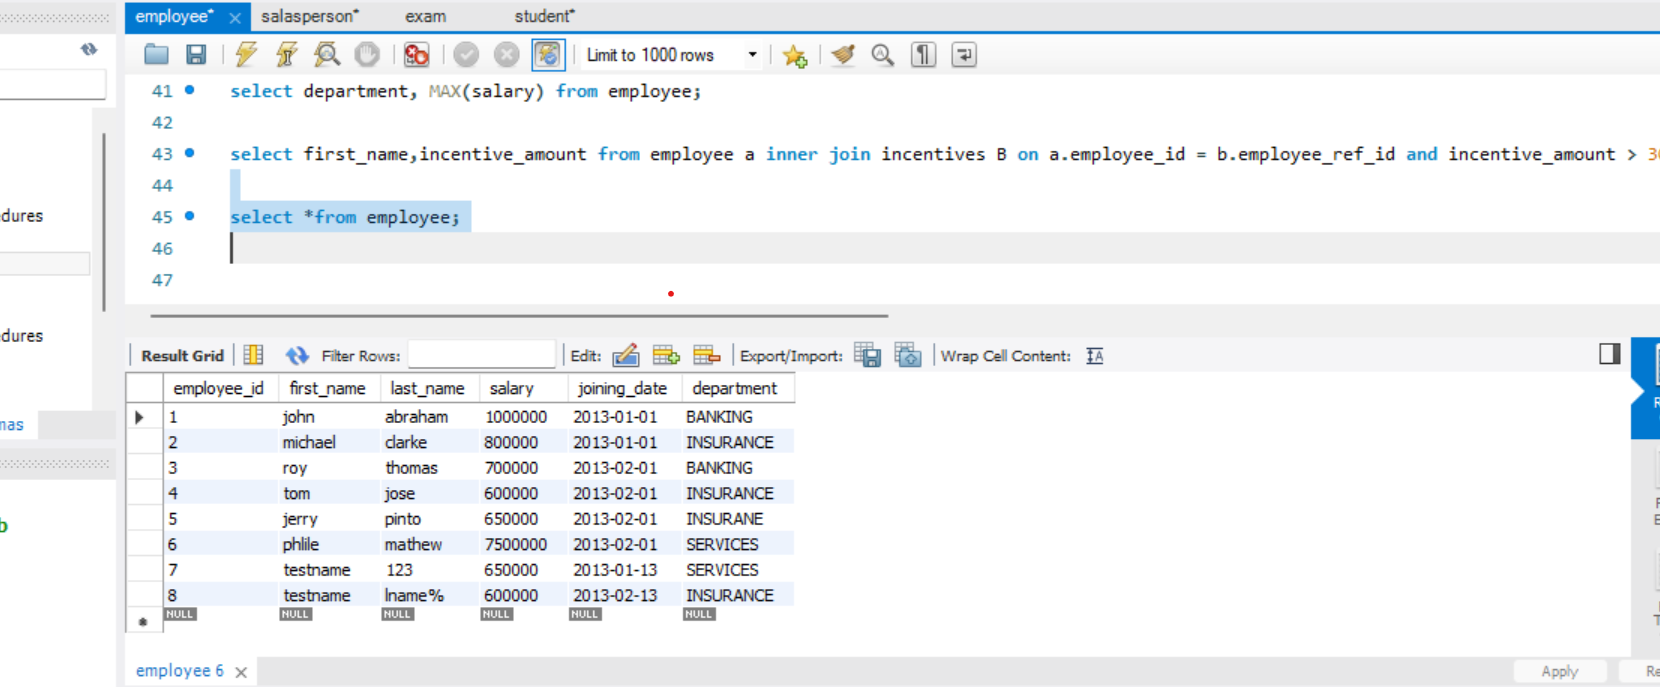 employee* salasperson* exam student*
Limit to 1000 rows
41 select department, MAX(salary) from employee;
42
43 select first_name,incentive_amount from employee a inner join incentives B on a.employee_id = b.employee_ref_id and incentive_amount >
44
45 select *from employee;
46
47
Result Grid Filter Rows: Edit: Export/Import: Wrap Cell Content:
employee_id first_name last_name salary joining_date department
1 john abraham 1000000 2013-01-01 BANKING
2 michael clarke 800000 2013-01-01 INSURANCE
3 roy thomas 700000 2013-02-01 BANKING
4 tom jose 600000 2013-02-01 INSURANCE
5 jerry pinto 650000 2013-02-01 INSURANE
6 phlile mathew 7500000 2013-02-01 SERVICES
7 testname 123 650000 2013-01-13 SERVICES
8 testname lname% 600000 2013-02-13 INSURANCE
NULL NULL NULL NULL NULL NULL
employee 6
Apply